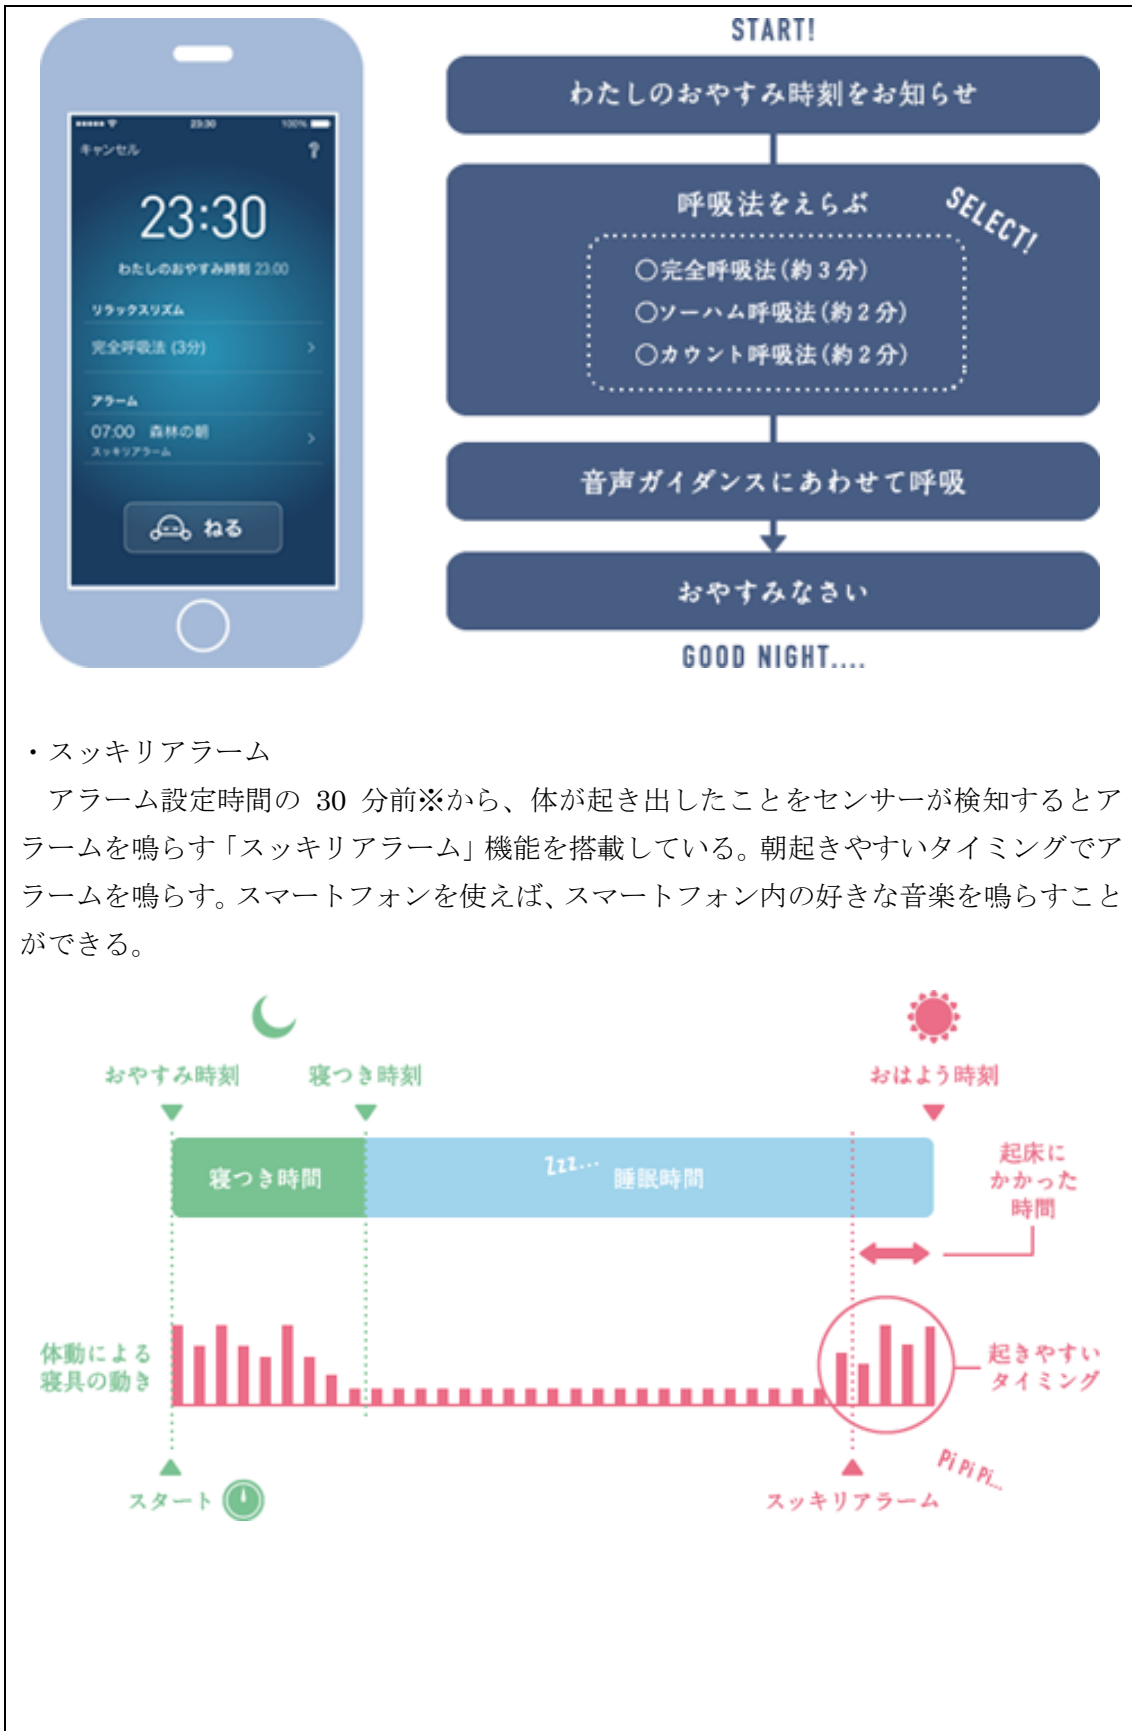 START!
わたしのおやすみ時刻をお知らせ
呼吸法をえらぶ
SELECT!
○完全呼吸法(約3分)
○ソーハム呼吸法(約2分)
○カウント呼吸法(約2分)
音声ガイダンスにあわせて呼吸
おやすみなさい
GOOD NIGHT....
23:30
100%
キャンセル
?
23:30
わたしのおやすみ時刻 23:00
リラックスリズム
完全呼吸法 (3分)
アラーム
07:00 森林の朝
スッキリアラーム
ねる
・スッキリアラーム
アラーム設定時間の 30 分前※から、体が起き出したことをセンサーが検知するとア
ラームを鳴らす「スッキリアラーム」機能を搭載している。朝起きやすいタイミングでア
ラームを鳴らす。スマートフォンを使えば、スマートフォン内の好きな音楽を鳴らすこと
ができる。
おやすみ時刻
寝つき時刻
おはよう時刻
寝つき時間
Zzz...
睡眠時間
起床に
かかった
時間
体動による
寝具の動き
起きやすい
タイミング
Pi Pi Pi...
スタート
スッキリアラーム